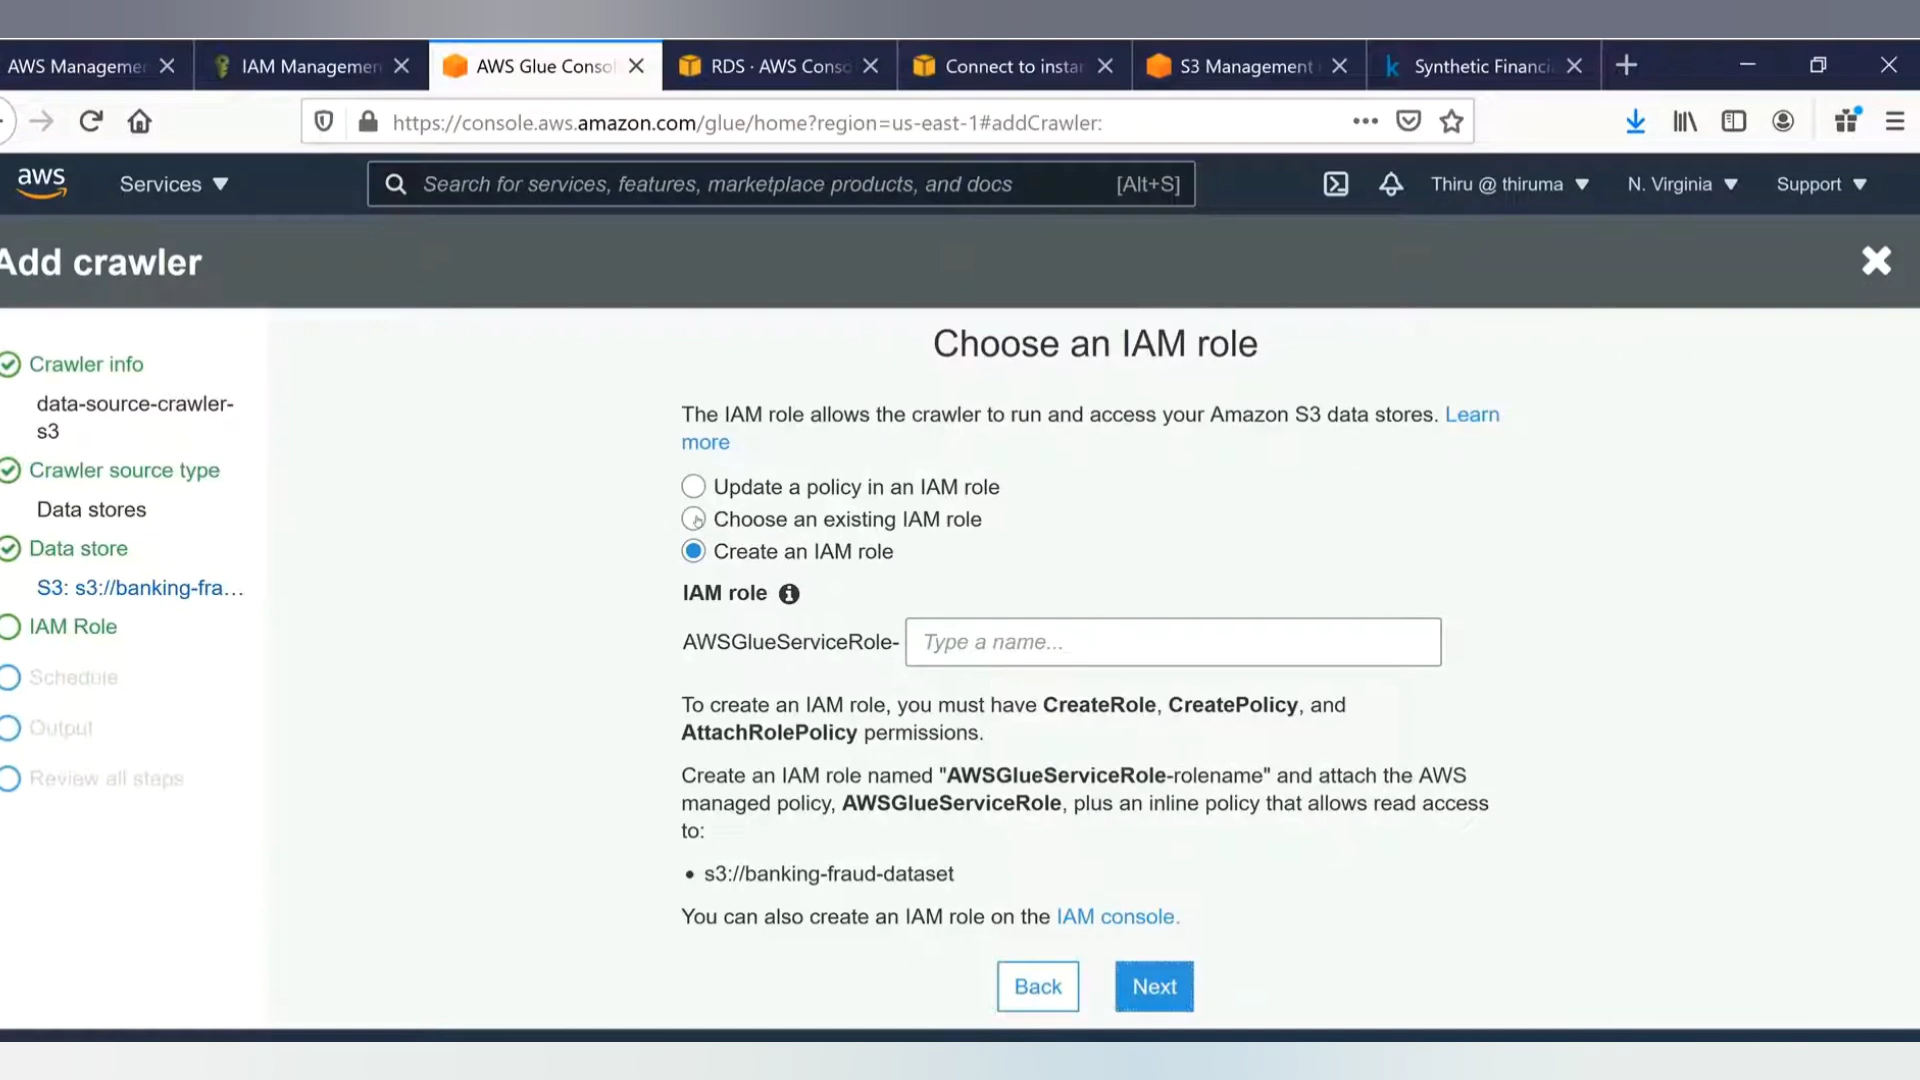 AWS Managemen
IAM Managemen
AWS Glue Conso
RDS · AWS Conso
Connect to instan
S3 Management
Synthetic Financi
https://console.aws.amazon.com/glue/home?region=us-east-1#addCrawler:
aws
Services
Search for services, features, marketplace products, and docs
[Alt+S]
Thiru @ thiruma
N. Virginia
Support
Add crawler
Crawler info
data-source-crawler-
s3
Crawler source type
Data stores
Data store
S3: s3://banking-fra...
IAM Role
Schedule
Output
Review all steps
Choose an IAM role
The IAM role allows the crawler to run and access your Amazon S3 data stores. Learn
more
Update a policy in an IAM role
Choose an existing IAM role
Create an IAM role
IAM role
AWSGlueServiceRole- Type a name...
To create an IAM role, you must have CreateRole, CreatePolicy, and
AttachRolePolicy permissions.
Create an IAM role named "AWSGlueServiceRole-rolename" and attach the AWS
managed policy, AWSGlueServiceRole, plus an inline policy that allows read access
to:
• s3://banking-fraud-dataset
You can also create an IAM role on the IAM console.
Back
Next